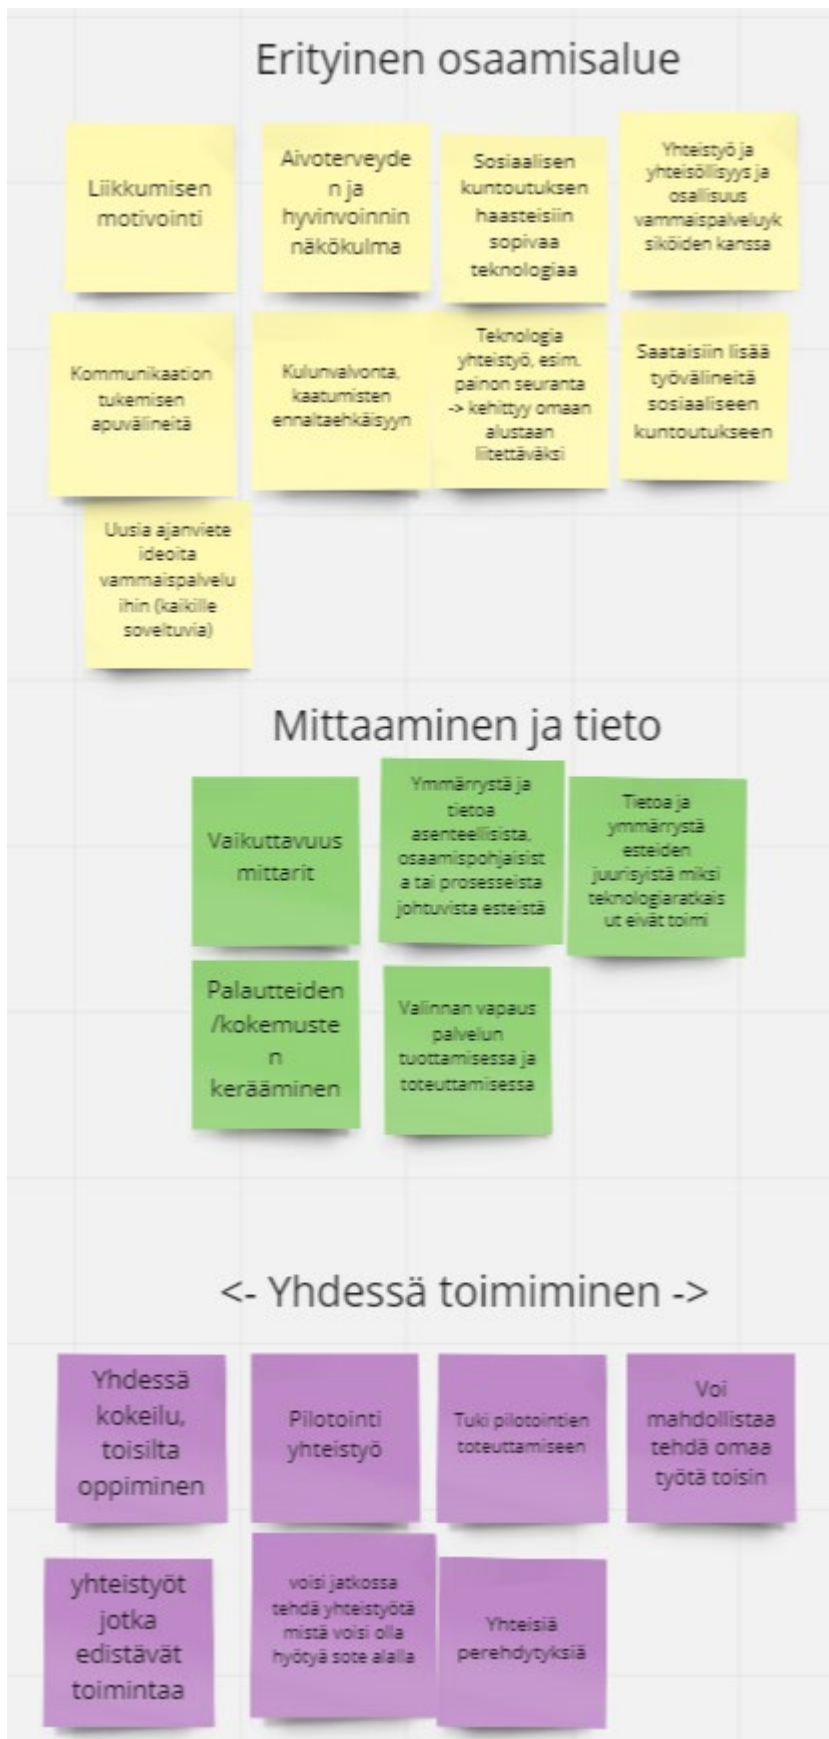 Erityinen osaamisalue
Liikkumisen
motivointi
Aivoterveyde
n ja
hyvinvoinnin
näkökulma
Sosiaalisen
kuntoutuksen
haasteisiin
sopivaa
teknologiaa
Yhteistyö ja
yhteisöllisyys ja
osallisuus
vammaispalveluyk
siköiden kanssa
Kommunikaation
tukemisen
apuvälineitä
Kulunvalvonta,
kaatumisten
ennaltaehkäisyyn
Teknologia
yhteistyö, esim.
painon seuranta
-> kehittyy omaan
alustaan
liitettäväksi
Saataisiin lisää
työvälineitä
sosiaaliseen
kuntoutukseen
Uusia ajanviete
ideoita
vammaispalvelu
ihin (kaikille
soveltuvia)
Mittaaminen ja tieto
Vaikuttavuus
mittarit
Ymmärrystä ja
tietoa
asenteellisista,
osaamispohjaisist
a tai prosesseista
johtuvista esteistä
Tietoa ja
ymmärrystä
esteiden
juurisyistä miksi
teknologiaratkais
ut eivät toimi
Palautteiden
/kokemuste
n
kerääminen
Valinnan vapaus
palvelun
tuottamisessa ja
toteuttamisessa
<- Yhdessä toimiminen ->
Yhdessä
kokeilu,
toisilta
oppiminen
Pilotointi
yhteistyö
Tuki pilotointien
toteuttamiseen
Voi
mahdollistaa
tehdä omaa
työtä toisin
yhteistyöt
jotka
edistävät
toimintaa
voisi jatkossa
tehdä yhteistyötä
mistä voisi olla
hyötyä sote alalla
Yhteisiä
perehdytyksiä